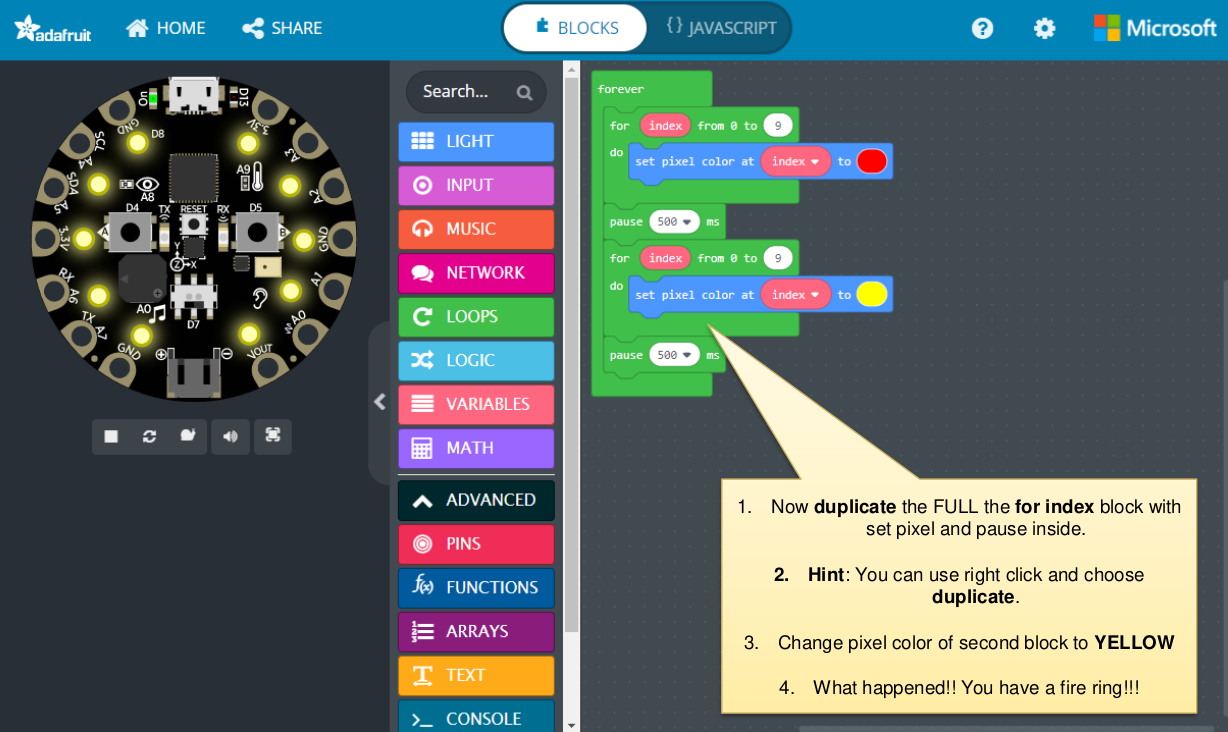 adafruit
HOME
SHARE
BLOCKS
{} JAVASCRIPT
?
Microsoft
On
D13
GND
D8
3.3V
SCL
A4
A9
A3
SDA
A5
A8
A2
D4
TX
RESET
RX
D5
3.3V
A
B
GND
Y
Z
X
RX
A6
A1
TX
A7
A0
D7
A0
GND
VOUT
Search...
LIGHT
INPUT
MUSIC
NETWORK
LOOPS
LOGIC
VARIABLES
MATH
ADVANCED
PINS
f(x) FUNCTIONS
ARRAYS
TEXT
CONSOLE
forever
for index from 0 to 9
do set pixel color at index to
pause 500 ms
for index from 0 to 9
do set pixel color at index to
pause 500 ms
1. Now duplicate the FULL the for index block with
set pixel and pause inside.
2. Hint: You can use right click and choose
duplicate.
3. Change pixel color of second block to YELLOW
4. What happened!! You have a fire ring!!!